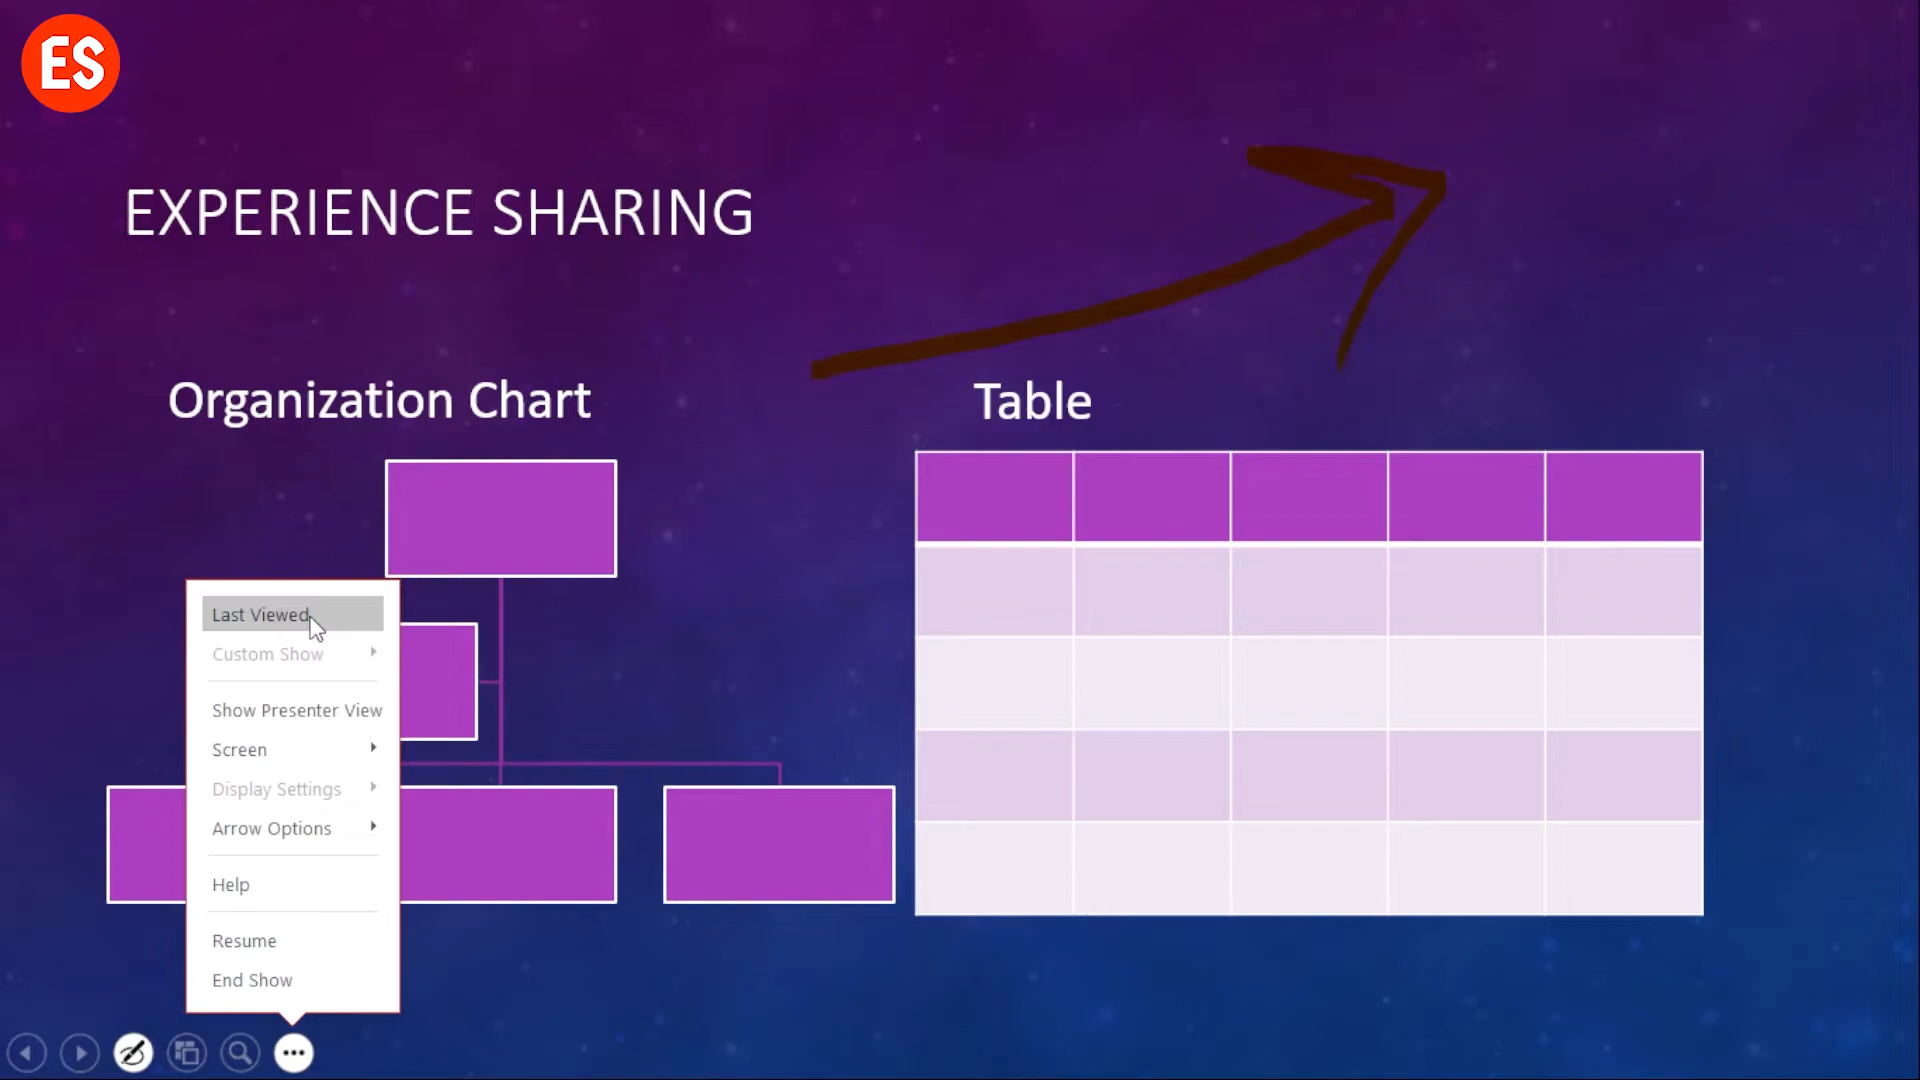 ES
EXPERIENCE SHARING
Organization Chart
Table
Last Viewed
Custom Show
Show Presenter View
Screen
Display Settings
Arrow Options
Help
Resume
End Show